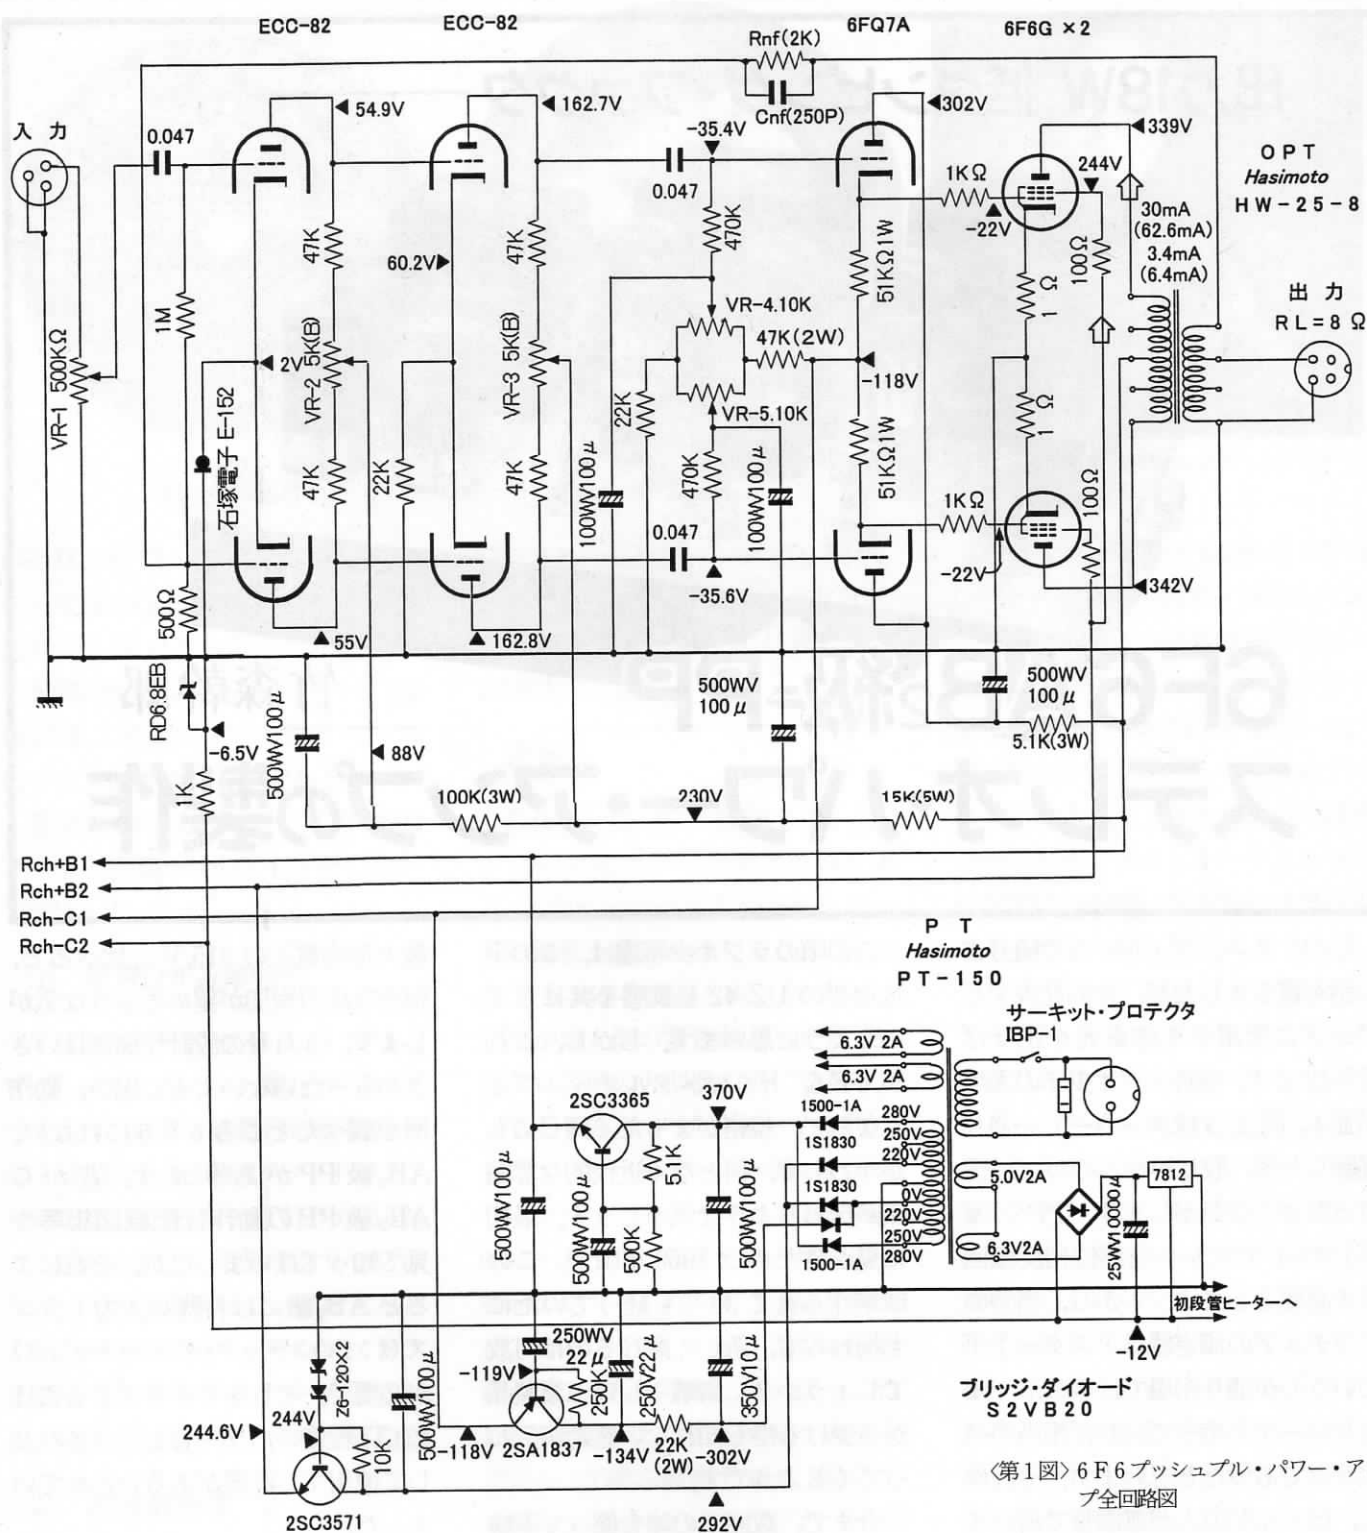 ECC-82
ECC-82
6FQ7A
6F6G ×2
Rnf(2K)
Cnf(250P)
入 力
0.047
54.9V
162.7V
-35.4V
302V
339V
244V
OPT
Hasimoto
HW-25-8
0.047
1KΩ
-22V
30mA
(62.6mA)
3.4mA
(6.4mA)
47K
47K
60.2V
470K
51KΩ1W
1Ω
100Ω
出 力
RL=8 Ω
1M
VR-1 500KΩ
2V
VR-2 5K(B)
VR-3 5K(B)
VR-4.10K
47K(2W)
-118V
VR-5.10K
22K
石塚電子 E-152
47K
22K
47K
100WV100μ
470K
100WV100μ
51KΩ1W
Ω
1KΩ
100Ω
0.047
-22V
-35.6V
342V
500Ω
55V
162.8V
RD6.8EB
-6.5V
500WV100μ
88V
500WV
100μ
500WV
100μ
5.1K(3W)
1K
100K(3W)
230V
15K(5W)
Rch+B1
Rch+B2
Rch-C1
Rch-C2
PT
Hasimoto
PT-150
サーキット・プロテクタ
IBP-1
6.3V 2A
6.3V 2A
2SC3365
370V
1500-1A
1S1830
1S1830
1500-1A
280V
250V
220V
0V
220V
250V
280V
5.0V2A
6.3V2A
7812
25WV10000μ
500WV100μ
500WV100μ
5.1K
500K
500WV100μ
初段管ヒーターへ
-12V
ブリッジ・ダイオード
S2VB20
250WV
22μ
-119V
250K
250V22μ
350V10μ
Z6-120×2
244V
244.6V
10K
500WV100μ
-118V
2SA1837
-134V
22K
(2W)
-302V
292V
2SC3571
〈第1図〉6F6プッシュプル・パワー・ア
プ全回路図